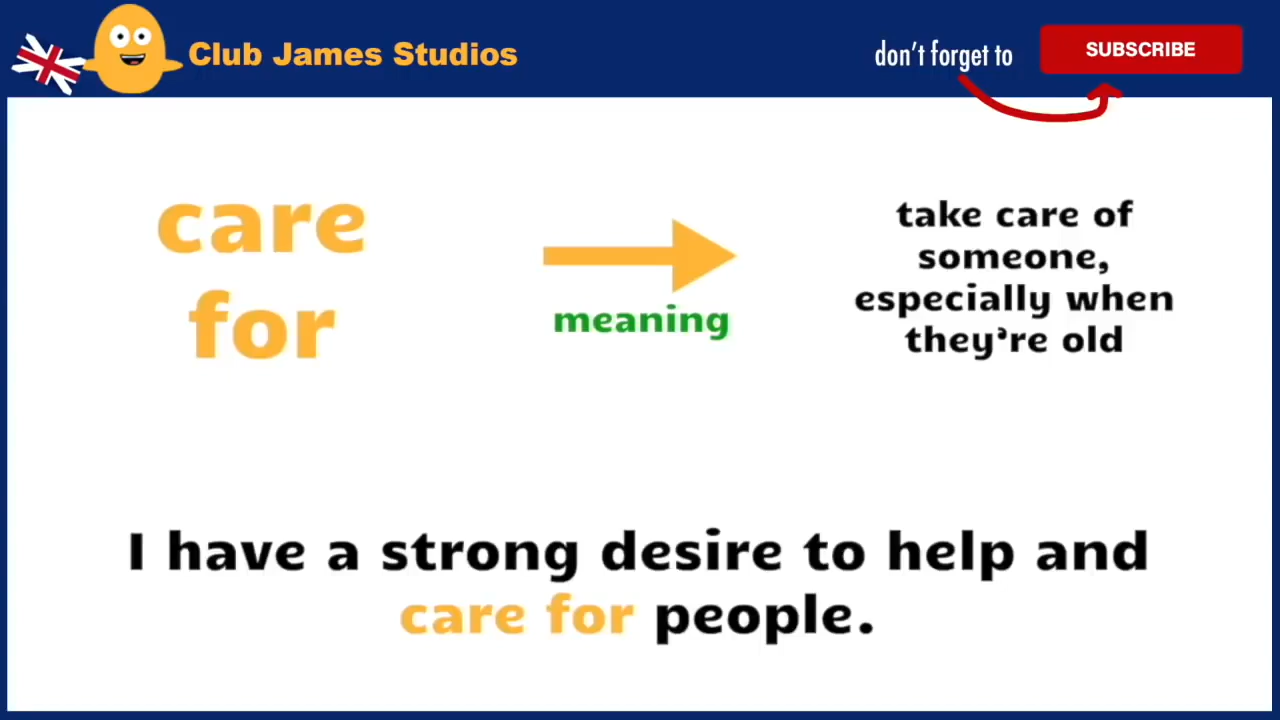 Club James Studios
don't forget to
SUBSCRIBE
care
for
meaning
take care of
someone,
especially when
they're old
I have a strong desire to help and
care for people.